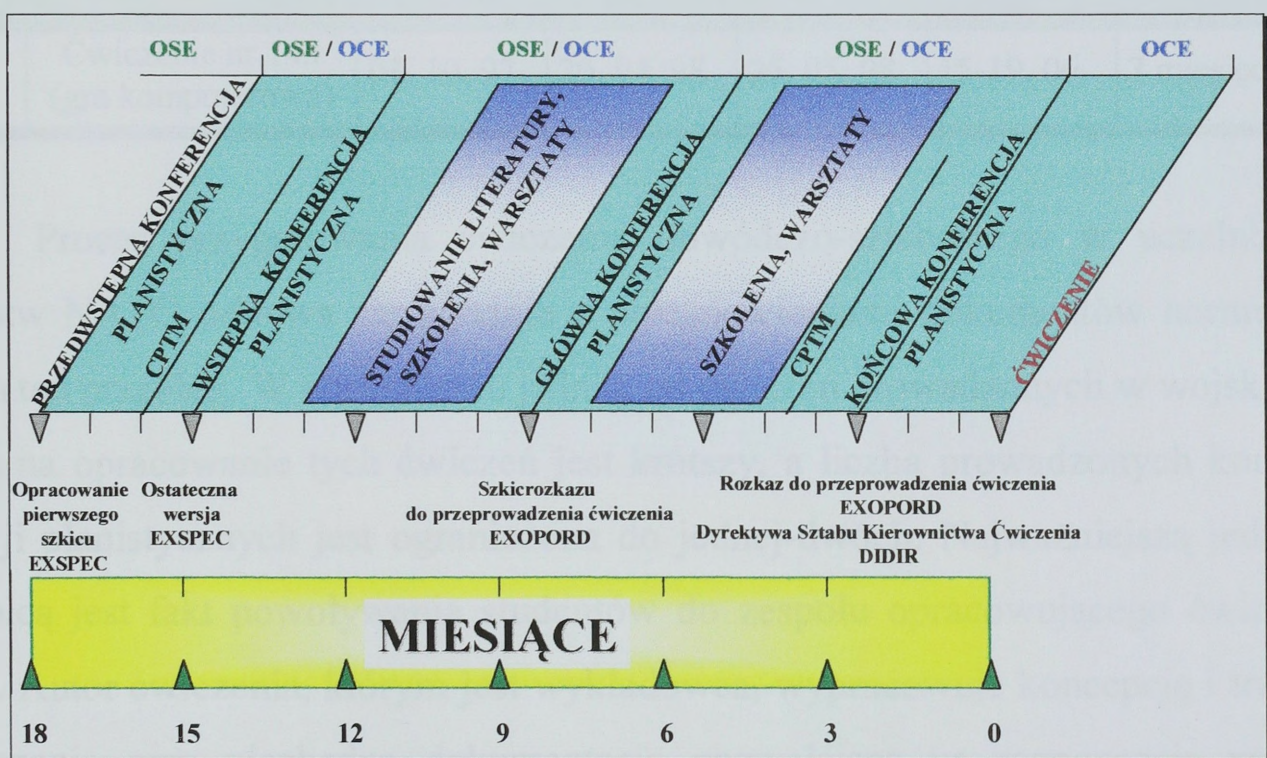 OSE
OSE / OCE
OSE / OCE
OSE / OCE
OCE
PRZEDWSTĘPNA KONFERENCJA
PLANISTYCZNA
CPTM
WSTĘPNA KONFERENCJA
PLANISTYCZNA
STUDIOWANIE LITERATURY,
SZKOLENIA, WARSZTATY
GŁÓWNA KONFERENCJA
PLANISTYCZNA
SZKOLENIA, WARSZTATY
CPTM
KOŃCOWA KONFERENCJA
PLANISTYCZNA
ĆWICZENIE
Opracowanie
pierwszego
szkicu
EXSPEC
Ostateczna
wersja
EXSPEC
Szkicrozkazu
do przeprowadzenia ćwiczenia
EXOPORD
Rozkaz do przeprowadzenia ćwiczenia
EXOPORD
Dyrektywa Sztabu Kierownictwa Ćwiczenia
DIDIR
MIESIĄCE
18
15
12
9
6
3
0